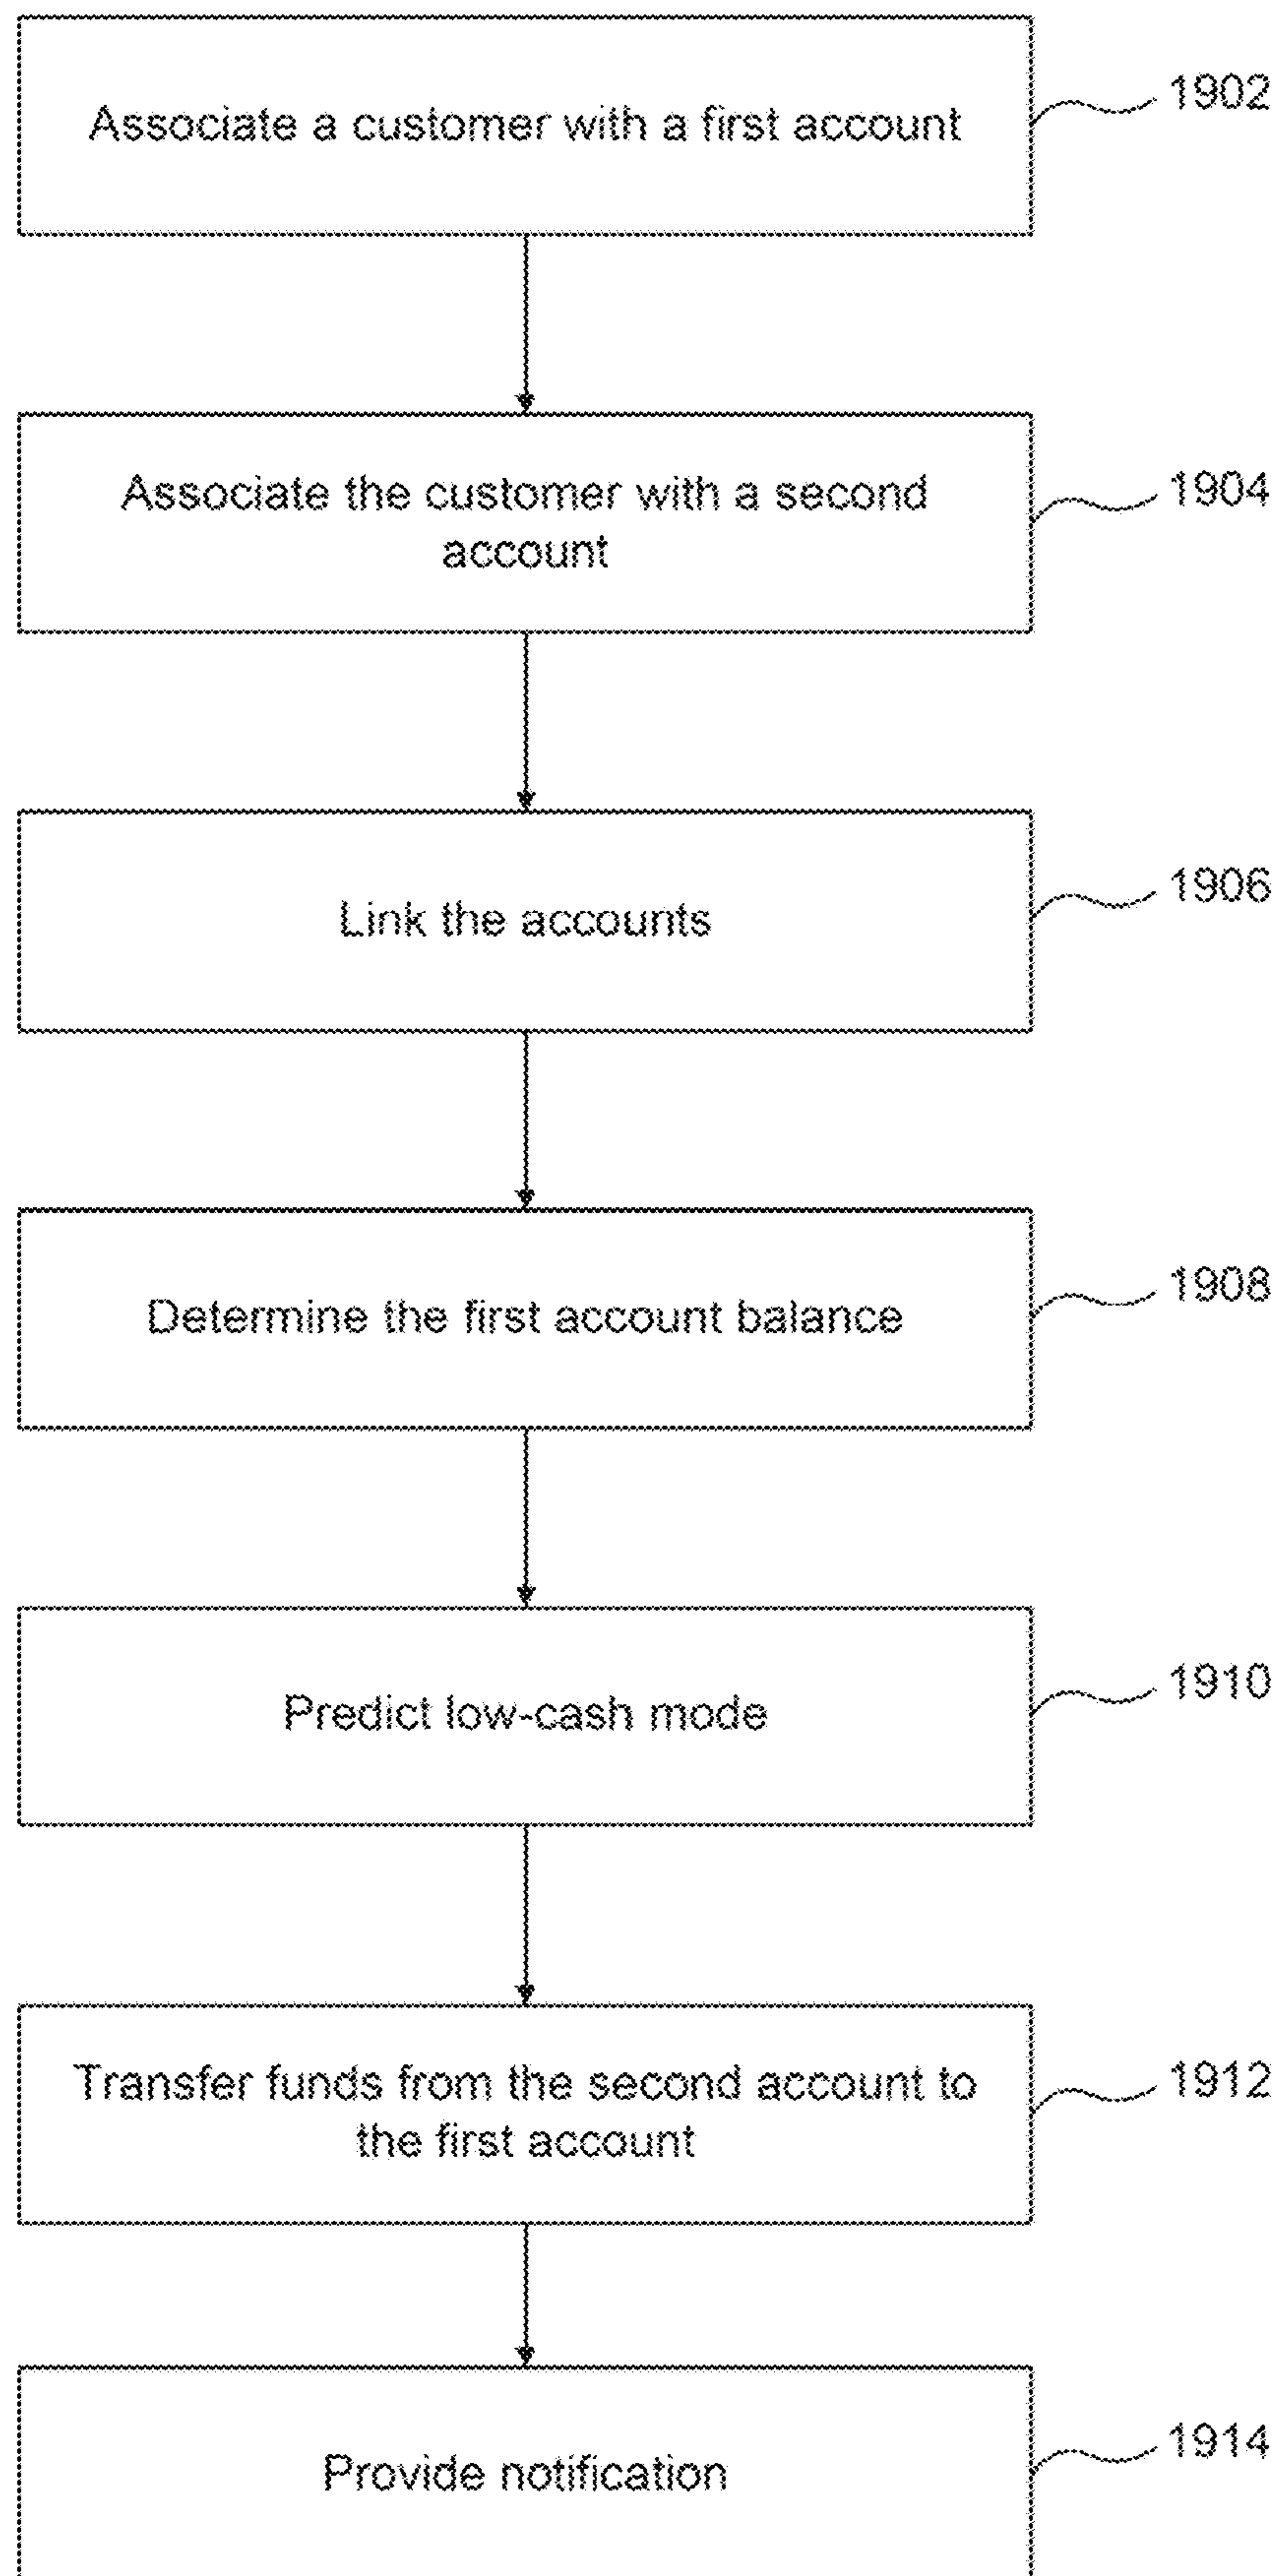 Associate a customer with a first account
1902
Associate the customer with a second
account
1904
Link the accounts
1906
Determine the first account balance
1908
Predict low-cash mode
1910
Transfer funds from the second account to
the first account
1912
Provide notification
1914